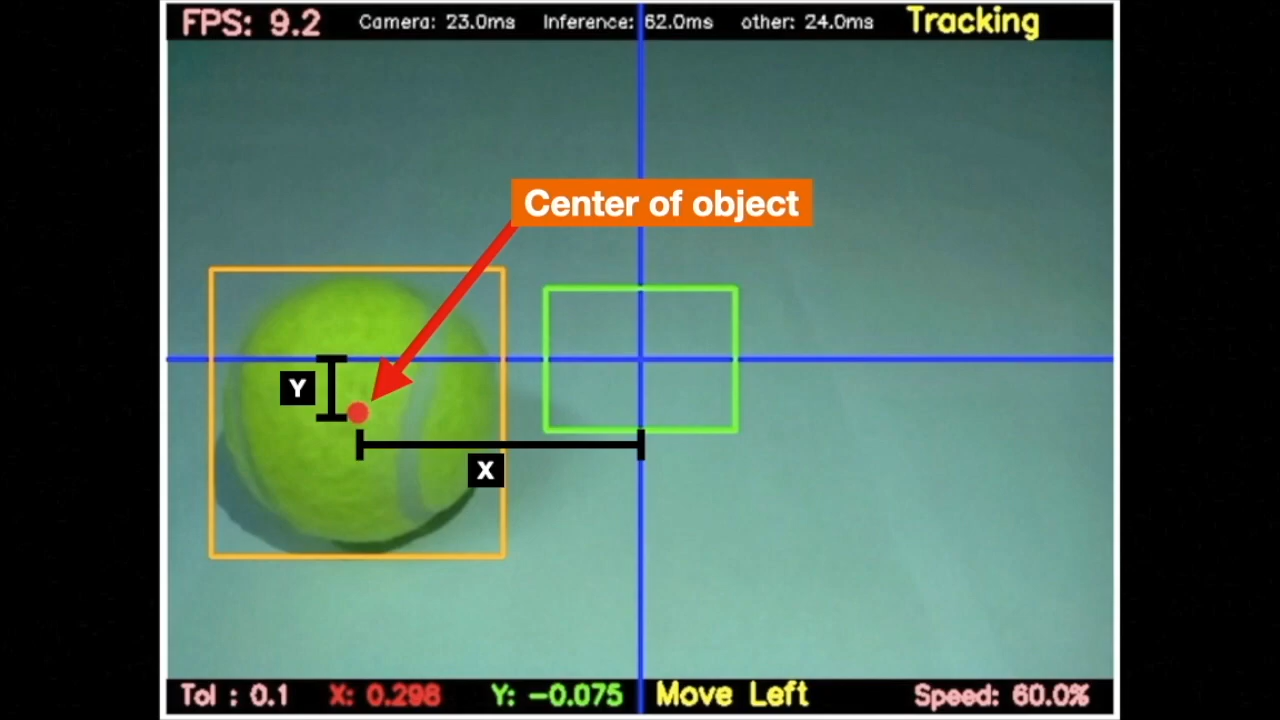 FPS: 9.2 Camera: 23.0ms Inference: 62.0ms other: 24.0ms Tracking
Center of object
Y
X
Tol : 0.1 X: 0.298 Y: -0.075 Move Left Speed: 60.0%